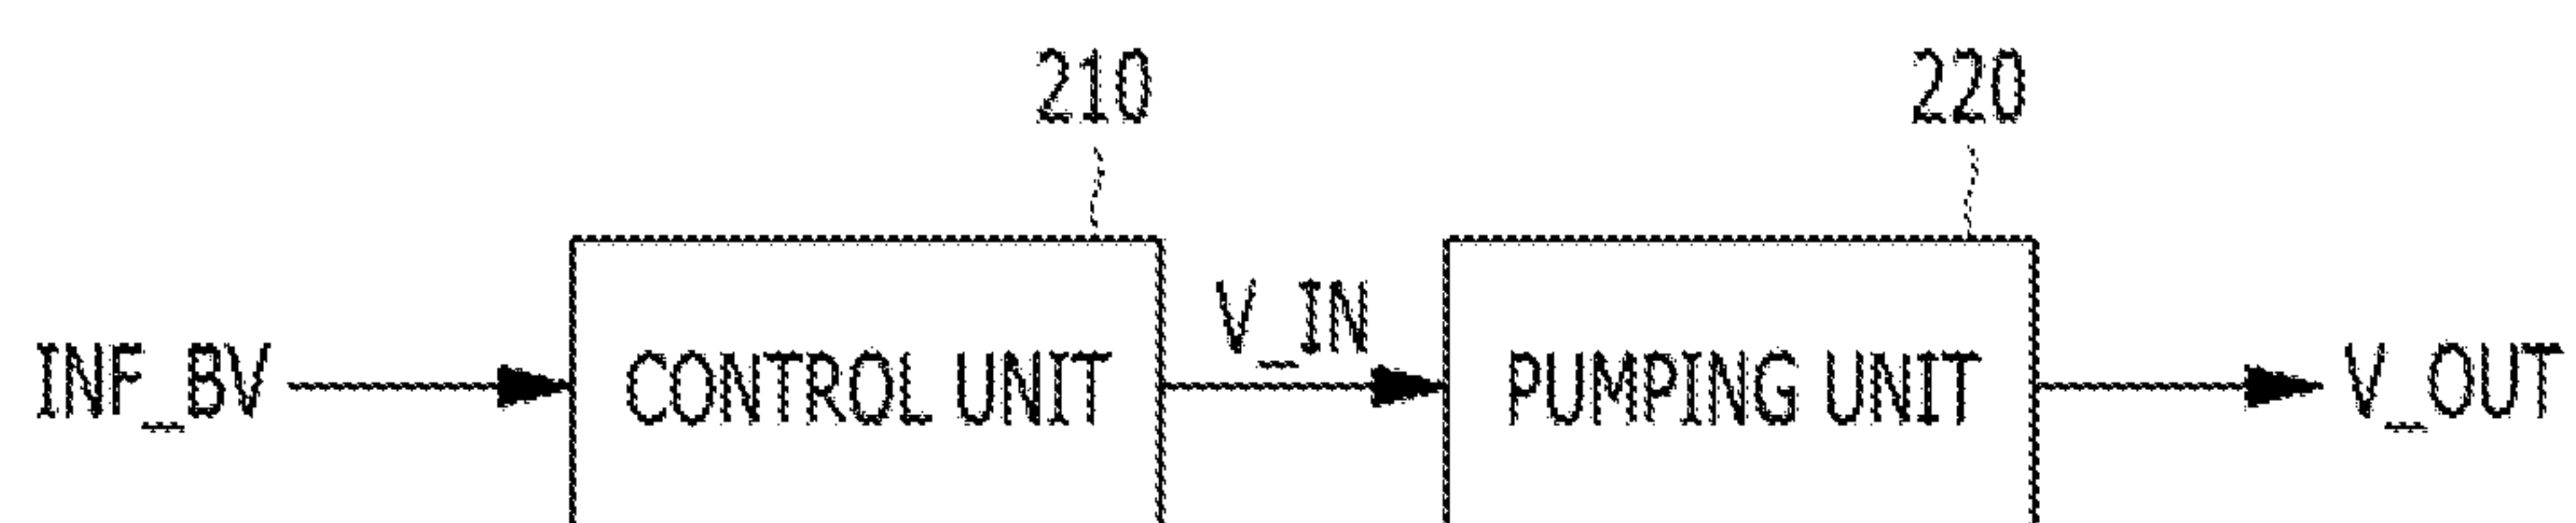 210
220
V_IN
INF_BV
CONTROL UNIT
PUMPING UNIT
V_OUT